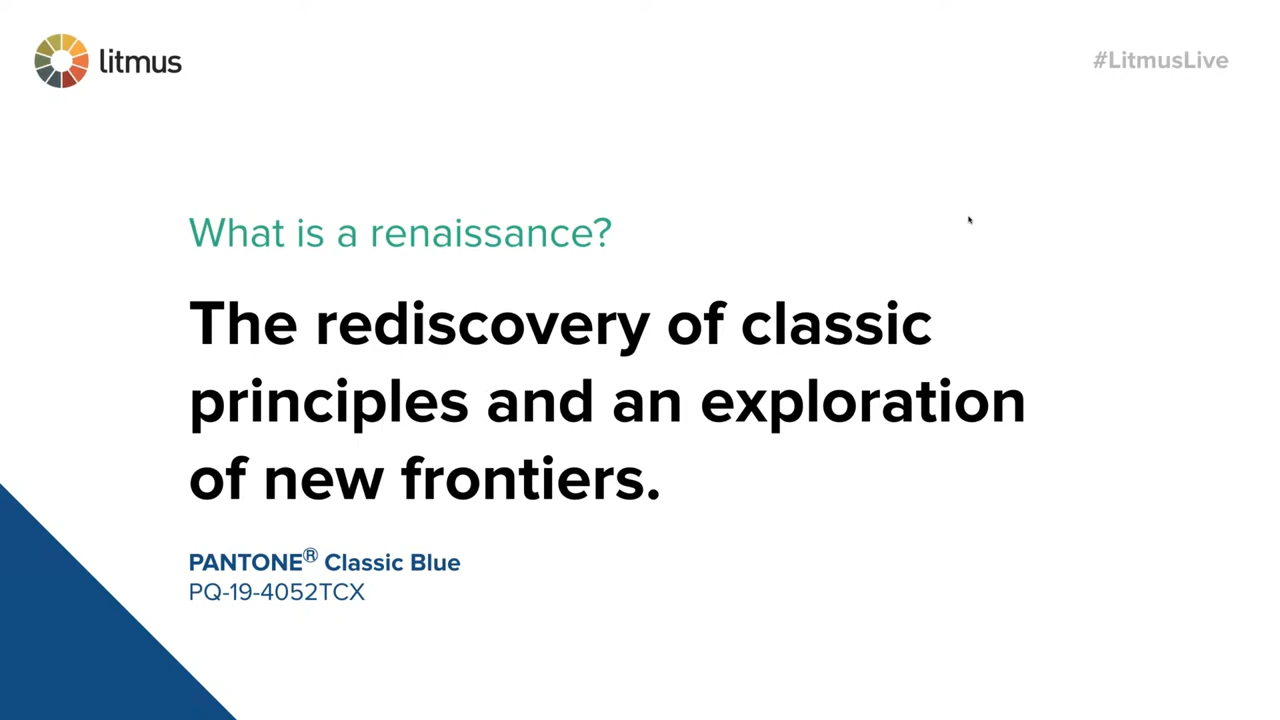 litmus
#LitmusLive
What is a renaissance?
The rediscovery of classic
principles and an exploration
of new frontiers.
PANTONE® Classic Blue
PQ-19-4052TCX